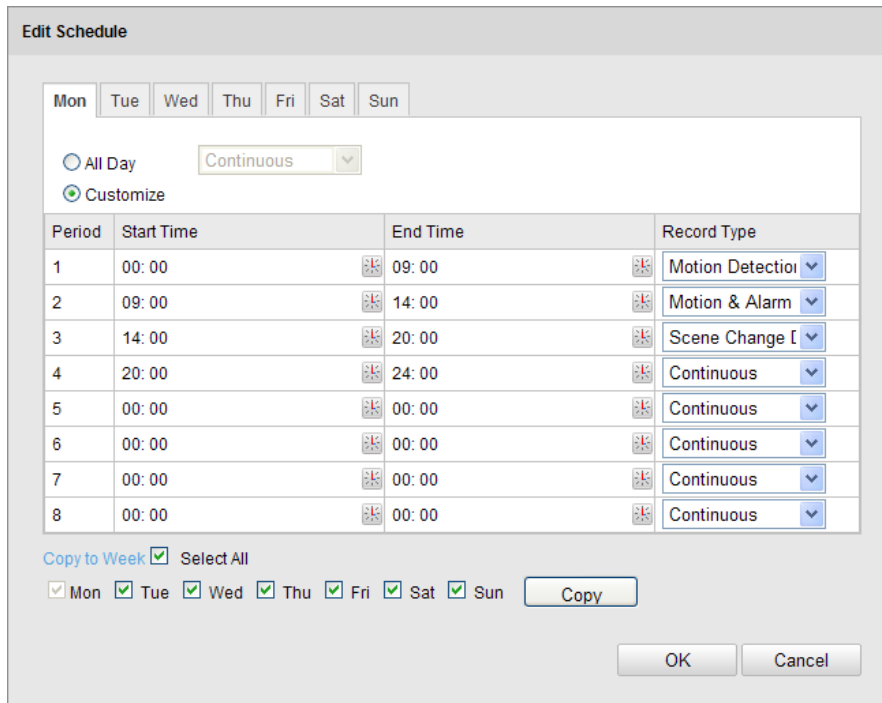 Edit Schedule
Mon Tue Wed Thu Fri Sat Sun
All Day Continuous
Customize
Period Start Time End Time Record Type
1 00: 00 09: 00 Motion Detection
2 09: 00 14: 00 Motion & Alarm
3 14: 00 20: 00 Scene Change D
4 20: 00 24: 00 Continuous
5 00: 00 00: 00 Continuous
6 00: 00 00: 00 Continuous
7 00: 00 00: 00 Continuous
8 00: 00 00: 00 Continuous
Copy to Week Select All
Mon Tue Wed Thu Fri Sat Sun Copy
OK Cancel